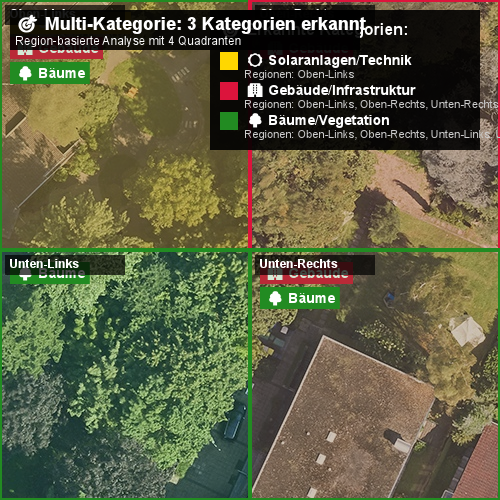 Multi-Kategorie: 3 Kategorien erkannt
Region-basierte Analyse mit 4 Quadranten
Solaranlagen/Technik
Regionen: Oben-Links
Gebäude/Infrastruktur
Regionen: Oben-Links, Oben-Rechts, Unter-Rechts
Bäume/Vegetation
Regionen: Oben-Links, Oben-Rechts, Unten-Links, U
Gebäude
Bäume
Unten-Links
Bäume
Unten-Rechts
Gebäude
Bäume